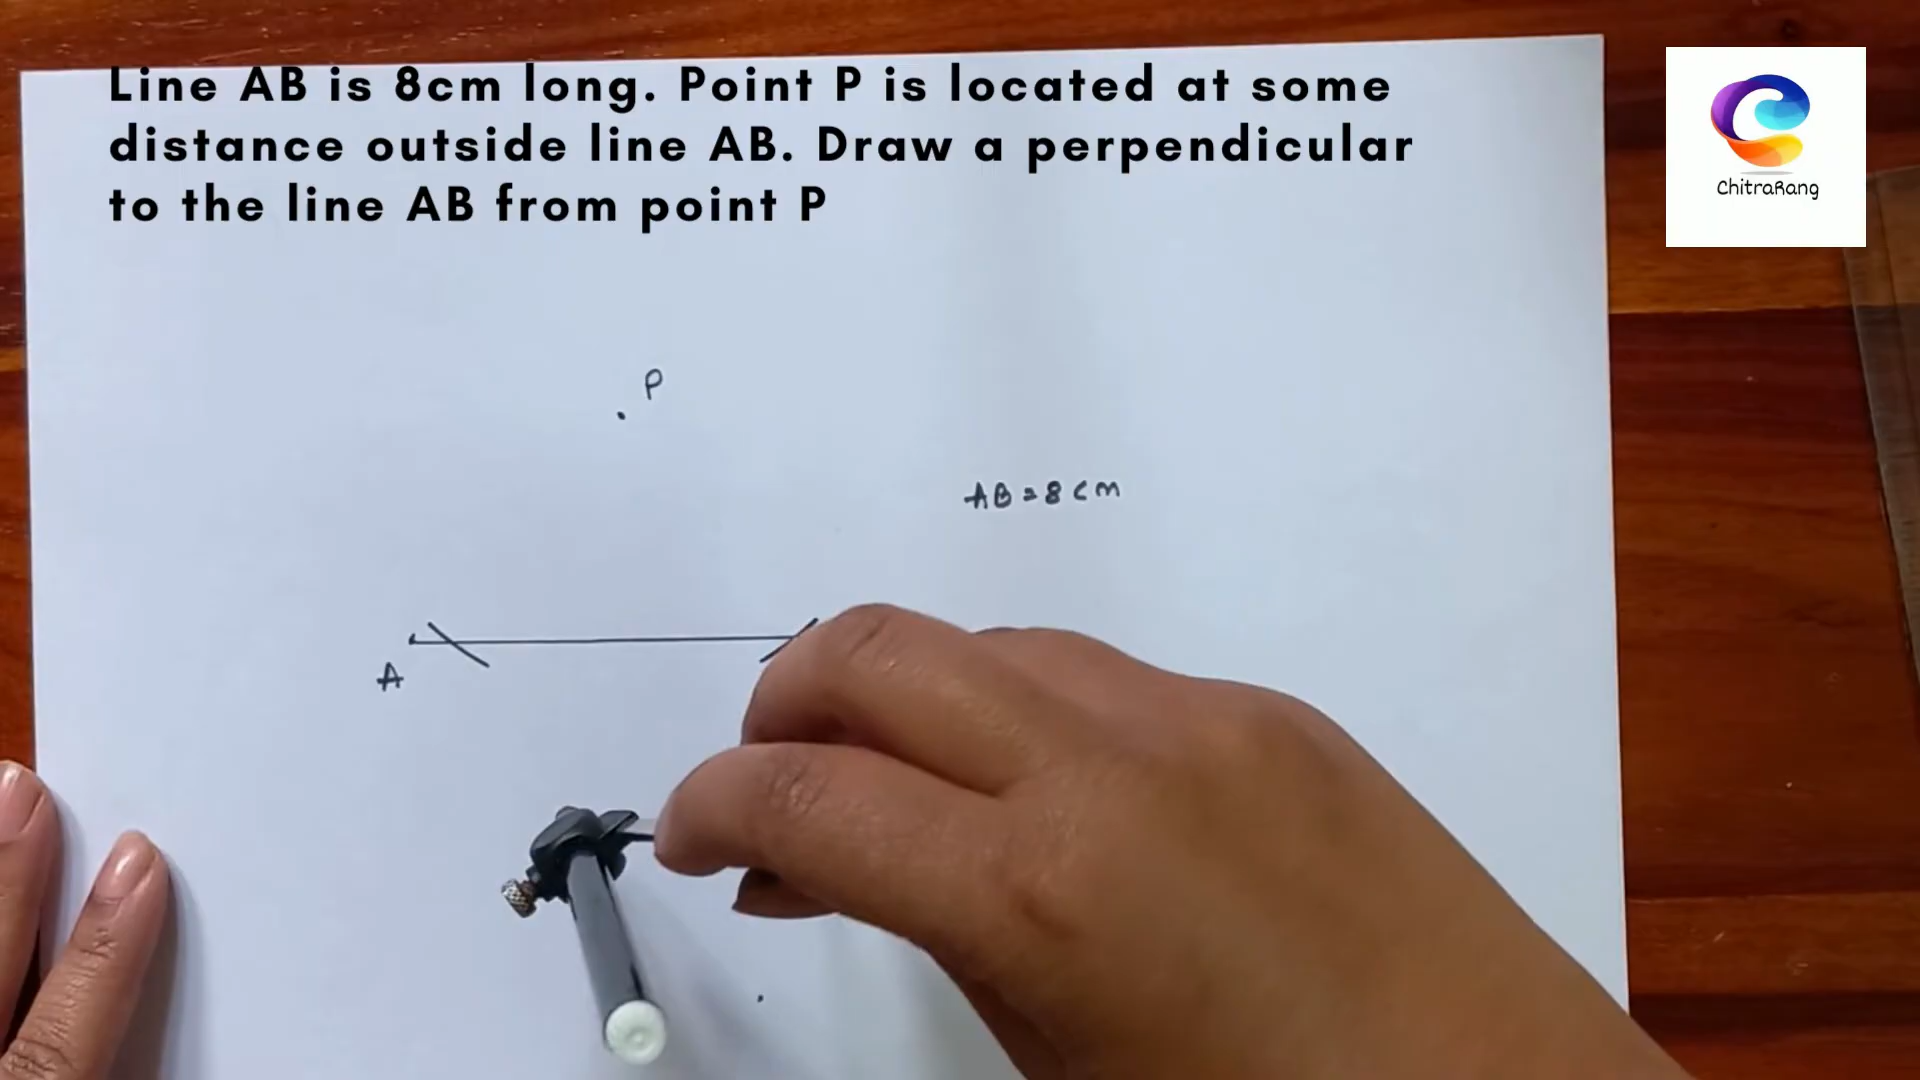 Line AB is 8cm long. Point P is located at some
distance outside line AB. Draw a perpendicular
to the line AB from point P
ChitraRang
P
AB = 8 cm
A